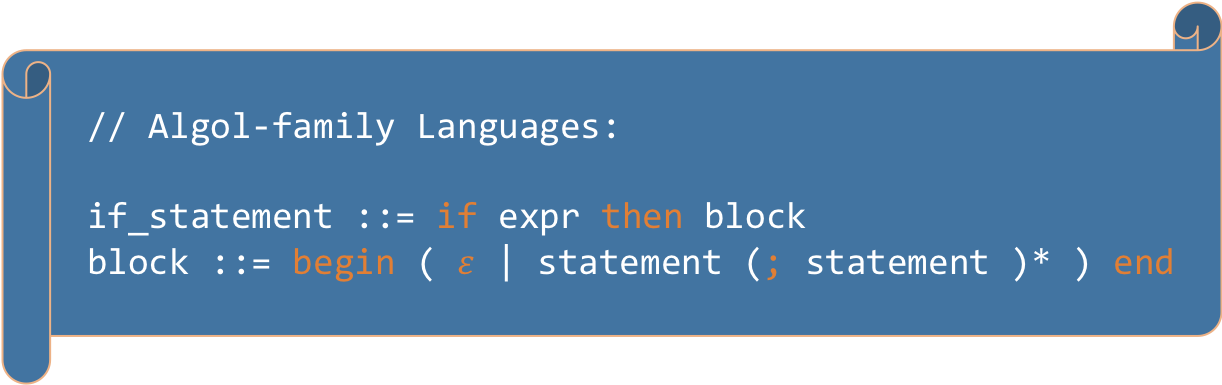 // Algol-family Languages:
if_statement ::= if expr then block
block ::= begin ( ε | statement (; statement )* ) end